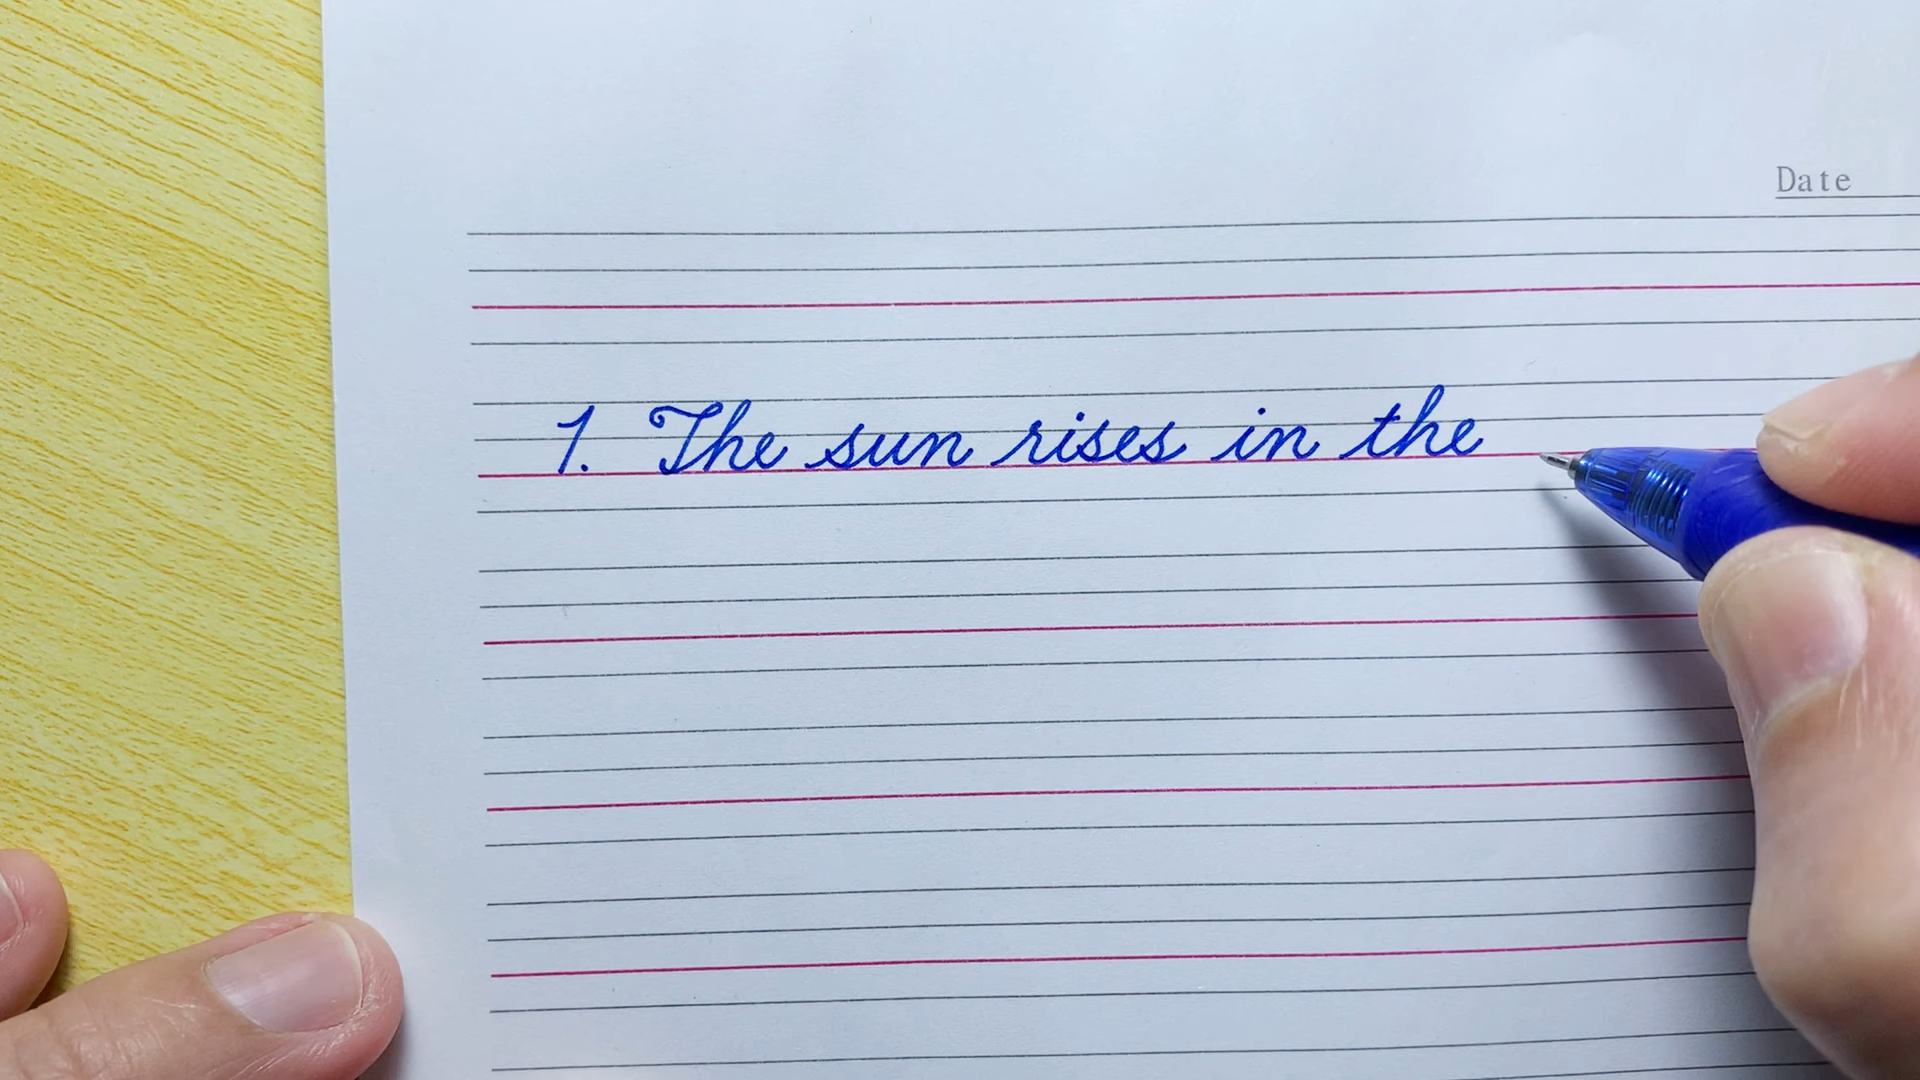 Date
1. The sun rises in the